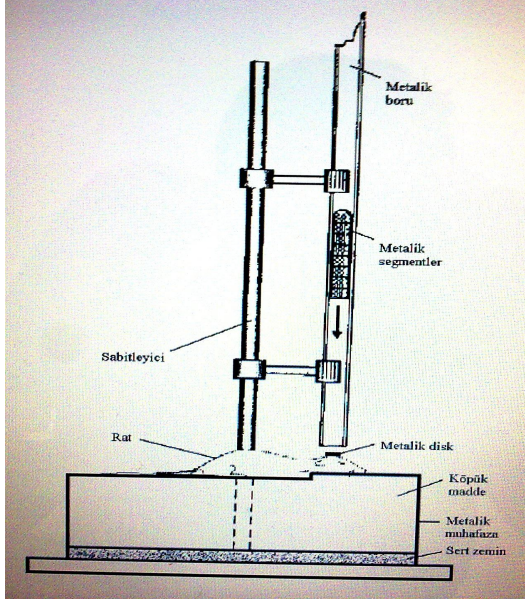 Metalik
boru
Metalik
segmentler
Sabitleyici
Rat
Metalik disk
Köpük
madde
Metalik
muhafaza
Sert zemin